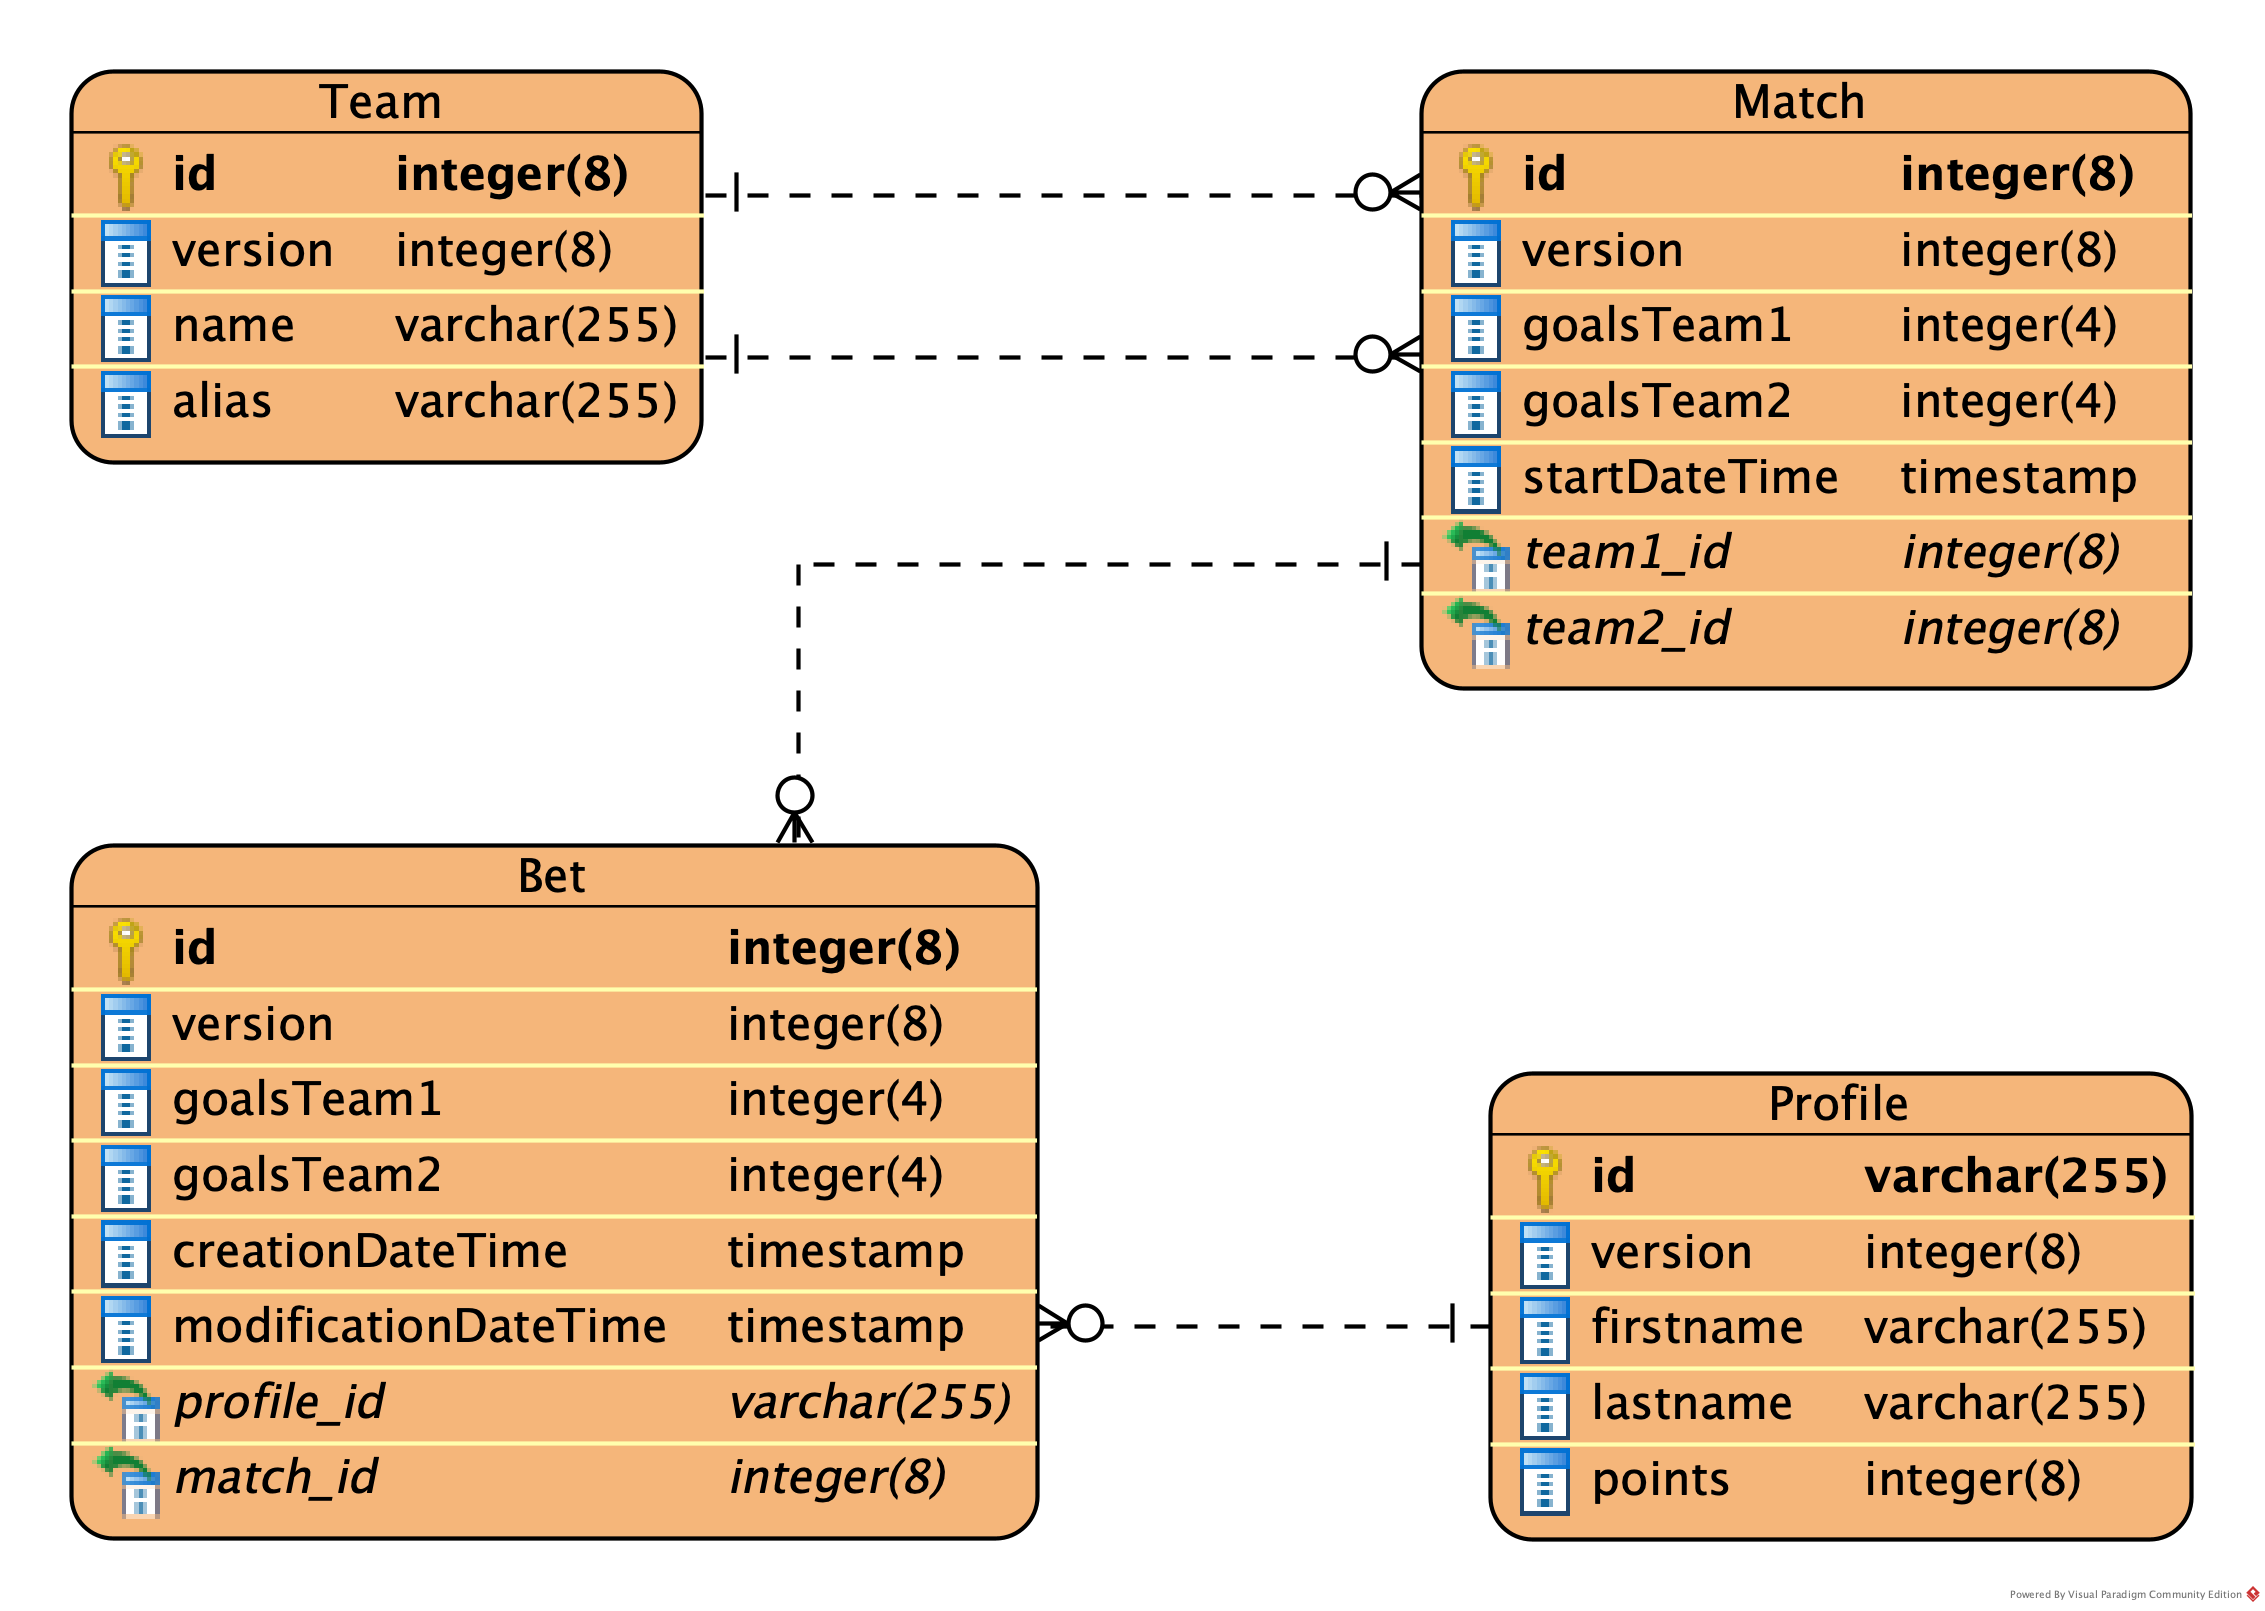 Team
id integer(8)
version integer(8)
name varchar(255)
alias varchar(255)
Match
id integer(8)
version integer(8)
goalsTeam1 integer(4)
goalsTeam2 integer(4)
startDateTime timestamp
team1_id integer(8)
team2_id integer(8)
Bet
id integer(8)
version integer(8)
goalsTeam1 integer(4)
goalsTeam2 integer(4)
creationDateTime timestamp
modificationDateTime timestamp
profile_id varchar(255)
match_id integer(8)
Profile
id varchar(255)
version integer(8)
firstname varchar(255)
lastname varchar(255)
points integer(8)
Powered By Visual Paradigm Community Edition